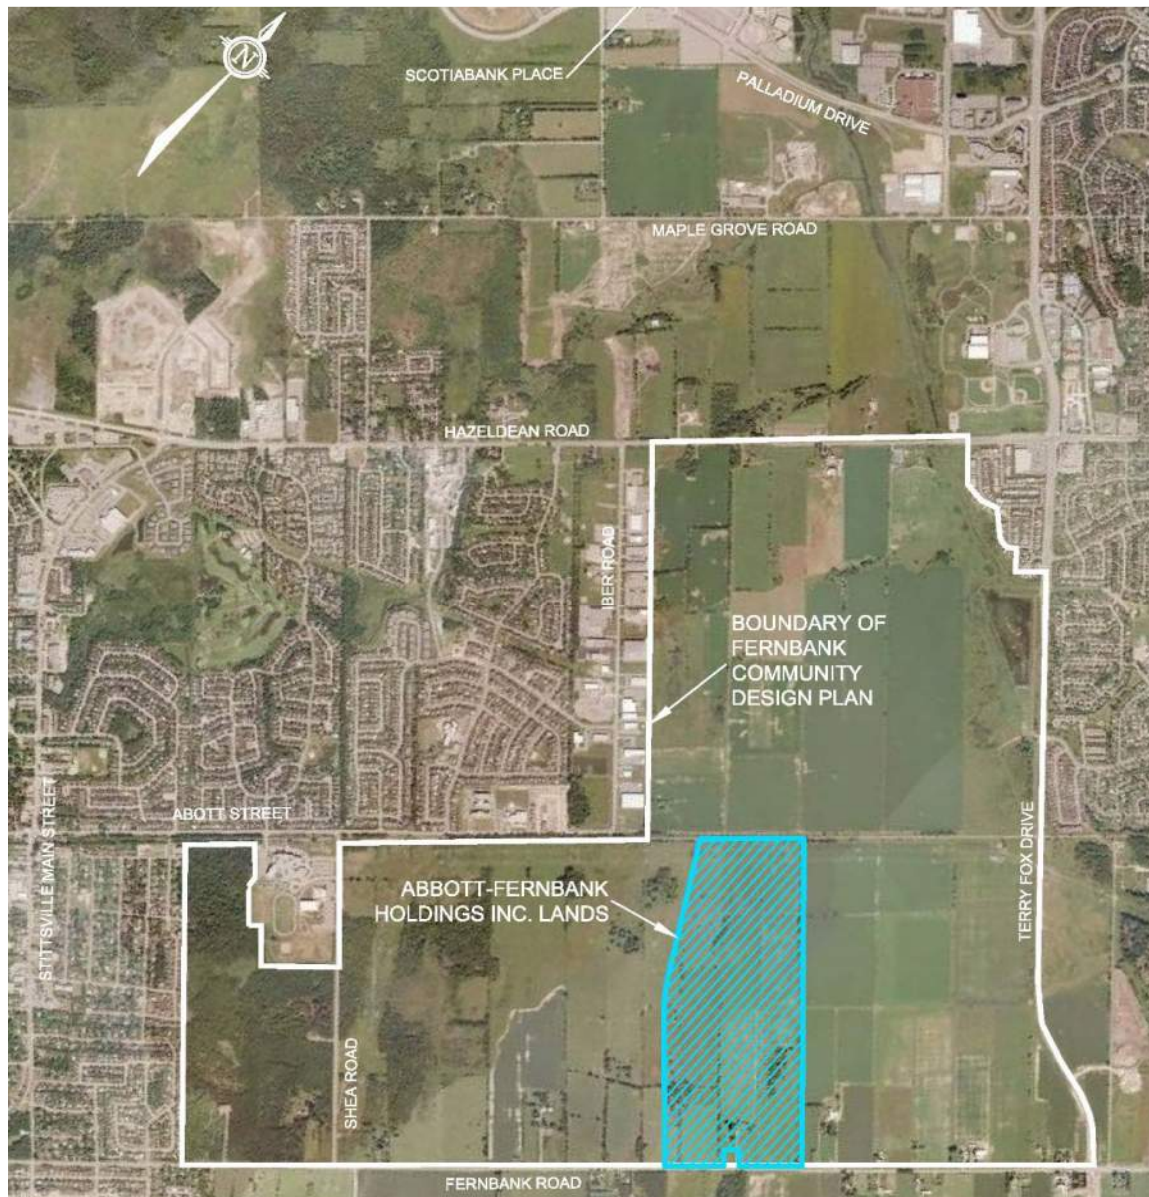 N
SCOTIABANK PLACE
PALLADIUM DRIVE
MAPLE GROVE ROAD
HAZELDEAN ROAD
IBER ROAD
BOUNDARY OF
FERNBANK
COMMUNITY
DESIGN PLAN
ABOTT STREET
STITTSVILLE MAIN STREET
ABBOTT-FERNBANK
HOLDINGS INC. LANDS
TERRY FOX DRIVE
SHEA ROAD
FERNBANK ROAD